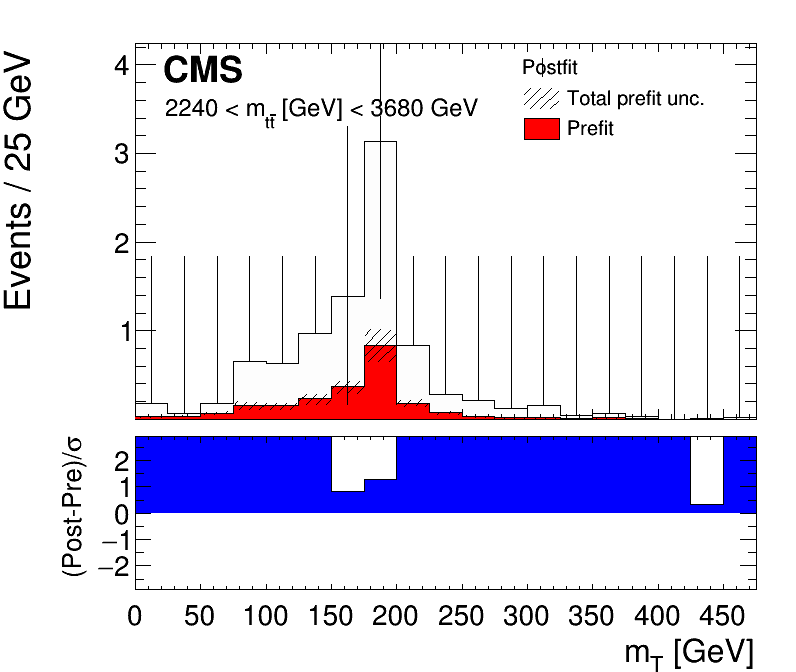 CMS
2240 < m_tt̄ [GeV] < 3680 GeV
Postfit
Total prefit unc.
Prefit
Events / 25 GeV
4
3
2
1
(Post-Pre)/σ
2
1
0
−1
−2
0 50 100 150 200 250 300 350 400 450
m_T [GeV]